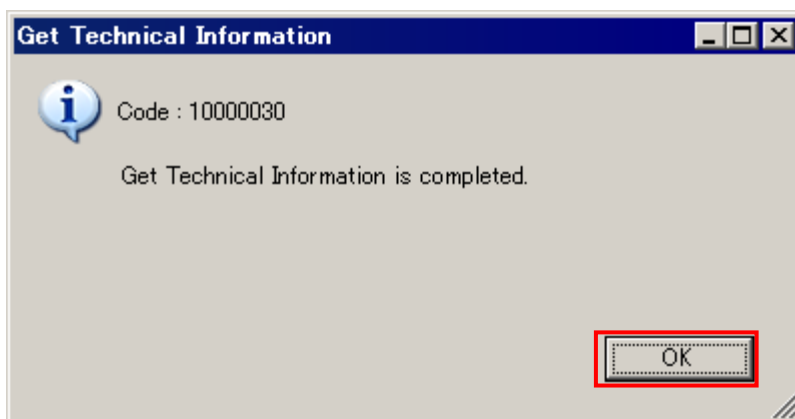 Get Technical Information
Code : 10000030
Get Technical Information is completed.
OK